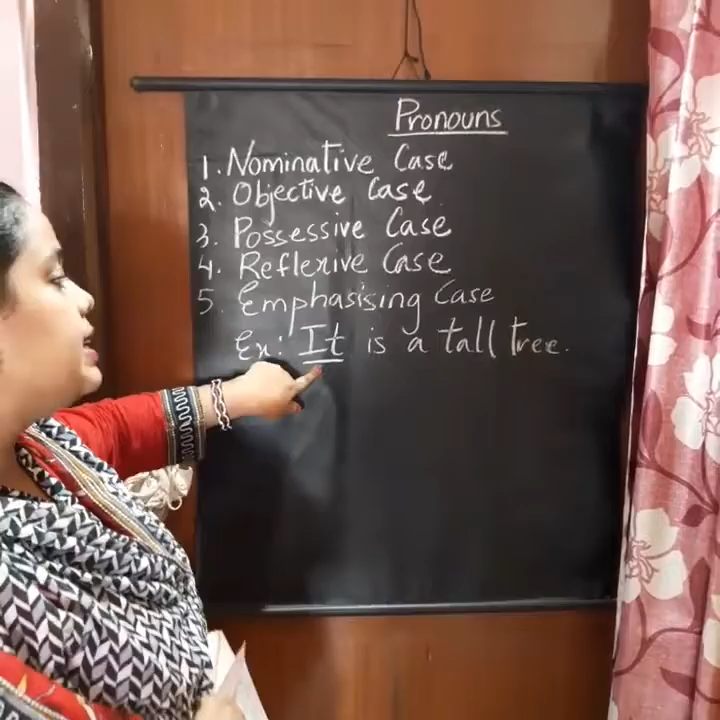 Pronouns
1. Nominative Case
2. Objective Case
3. Possessive Case
4. Reflexive Case
5. Emphasising Case
Ex: It is a tall tree.